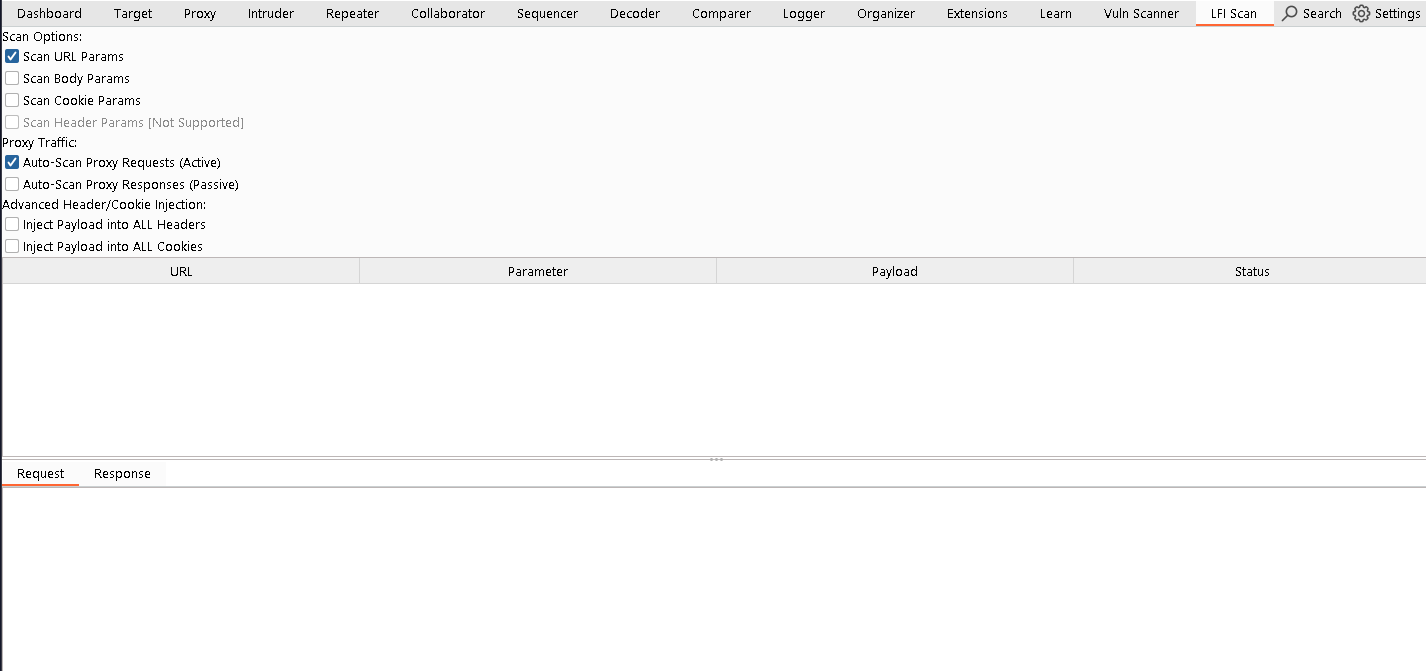 Dashboard Target Proxy Intruder Repeater Collaborator Sequencer Decoder Comparer Logger Organizer Extensions Learn Vuln Scanner LFI Scan Search Settings
Scan Options:
Scan URL Params
Scan Body Params
Scan Cookie Params
Scan Header Params [Not Supported]
Proxy Traffic:
Auto-Scan Proxy Requests (Active)
Auto-Scan Proxy Responses (Passive)
Advanced Header/Cookie Injection:
Inject Payload into ALL Headers
Inject Payload into ALL Cookies
URL Parameter Payload Status
Request Response